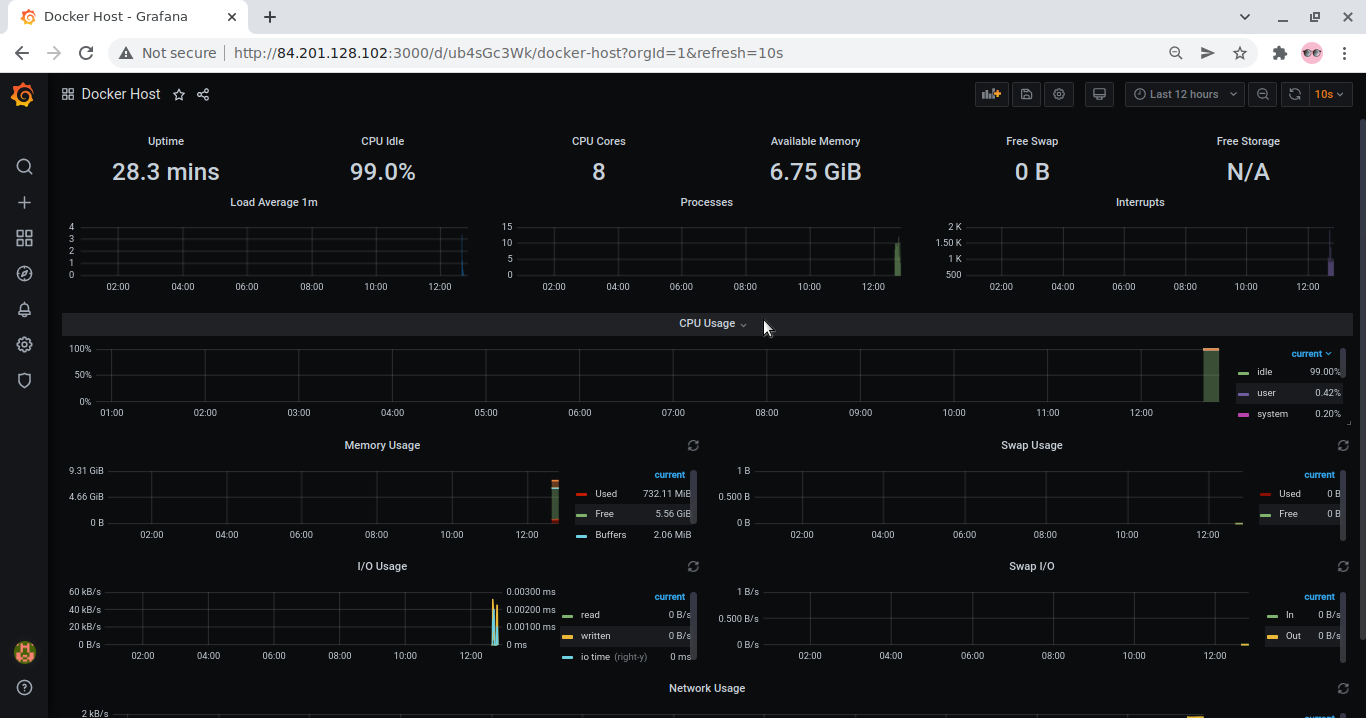 Docker Host - Grafana
Not secure http://84.201.128.102:3000/d/ub4sGc3Wk/docker-host?orgId=1&refresh=10s
Docker Host
Last 12 hours
10s
Uptime
28.3 mins
CPU Idle
99.0%
CPU Cores
8
Available Memory
6.75 GiB
Free Swap
0 B
Free Storage
N/A
Load Average 1m
4
3
2
1
0
02:00 04:00 06:00 08:00 10:00 12:00
Processes
15
10
5
0
02:00 04:00 06:00 08:00 10:00 12:00
Interrupts
2 K
1.50 K
1 K
500
02:00 04:00 06:00 08:00 10:00 12:00
CPU Usage
100%
50%
0%
01:00 02:00 03:00 04:00 05:00 06:00 07:00 08:00 09:00 10:00 11:00 12:00
current
idle 99.00%
user 0.42%
system 0.20%
Memory Usage
9.31 GiB
4.66 GiB
0 B
02:00 04:00 06:00 08:00 10:00 12:00
current
Used 732.11 MiB
Free 5.56 GiB
Buffers 2.06 MiB
Swap Usage
1 B
0.500 B
0 B
02:00 04:00 06:00 08:00 10:00 12:00
current
Used 0 B
Free 0 B
I/O Usage
60 kB/s
40 kB/s
20 kB/s
0 B/s
0.00300 ms
0.00200 ms
0.00100 ms
0 ms
02:00 04:00 06:00 08:00 10:00 12:00
current
read 0 B/s
written 0 B/s
io time (right-y) 0 ms
Swap I/O
1 B/s
0.500 B/s
0 B/s
02:00 04:00 06:00 08:00 10:00 12:00
current
In 0 B/s
Out 0 B/s
Network Usage
2 kB/s